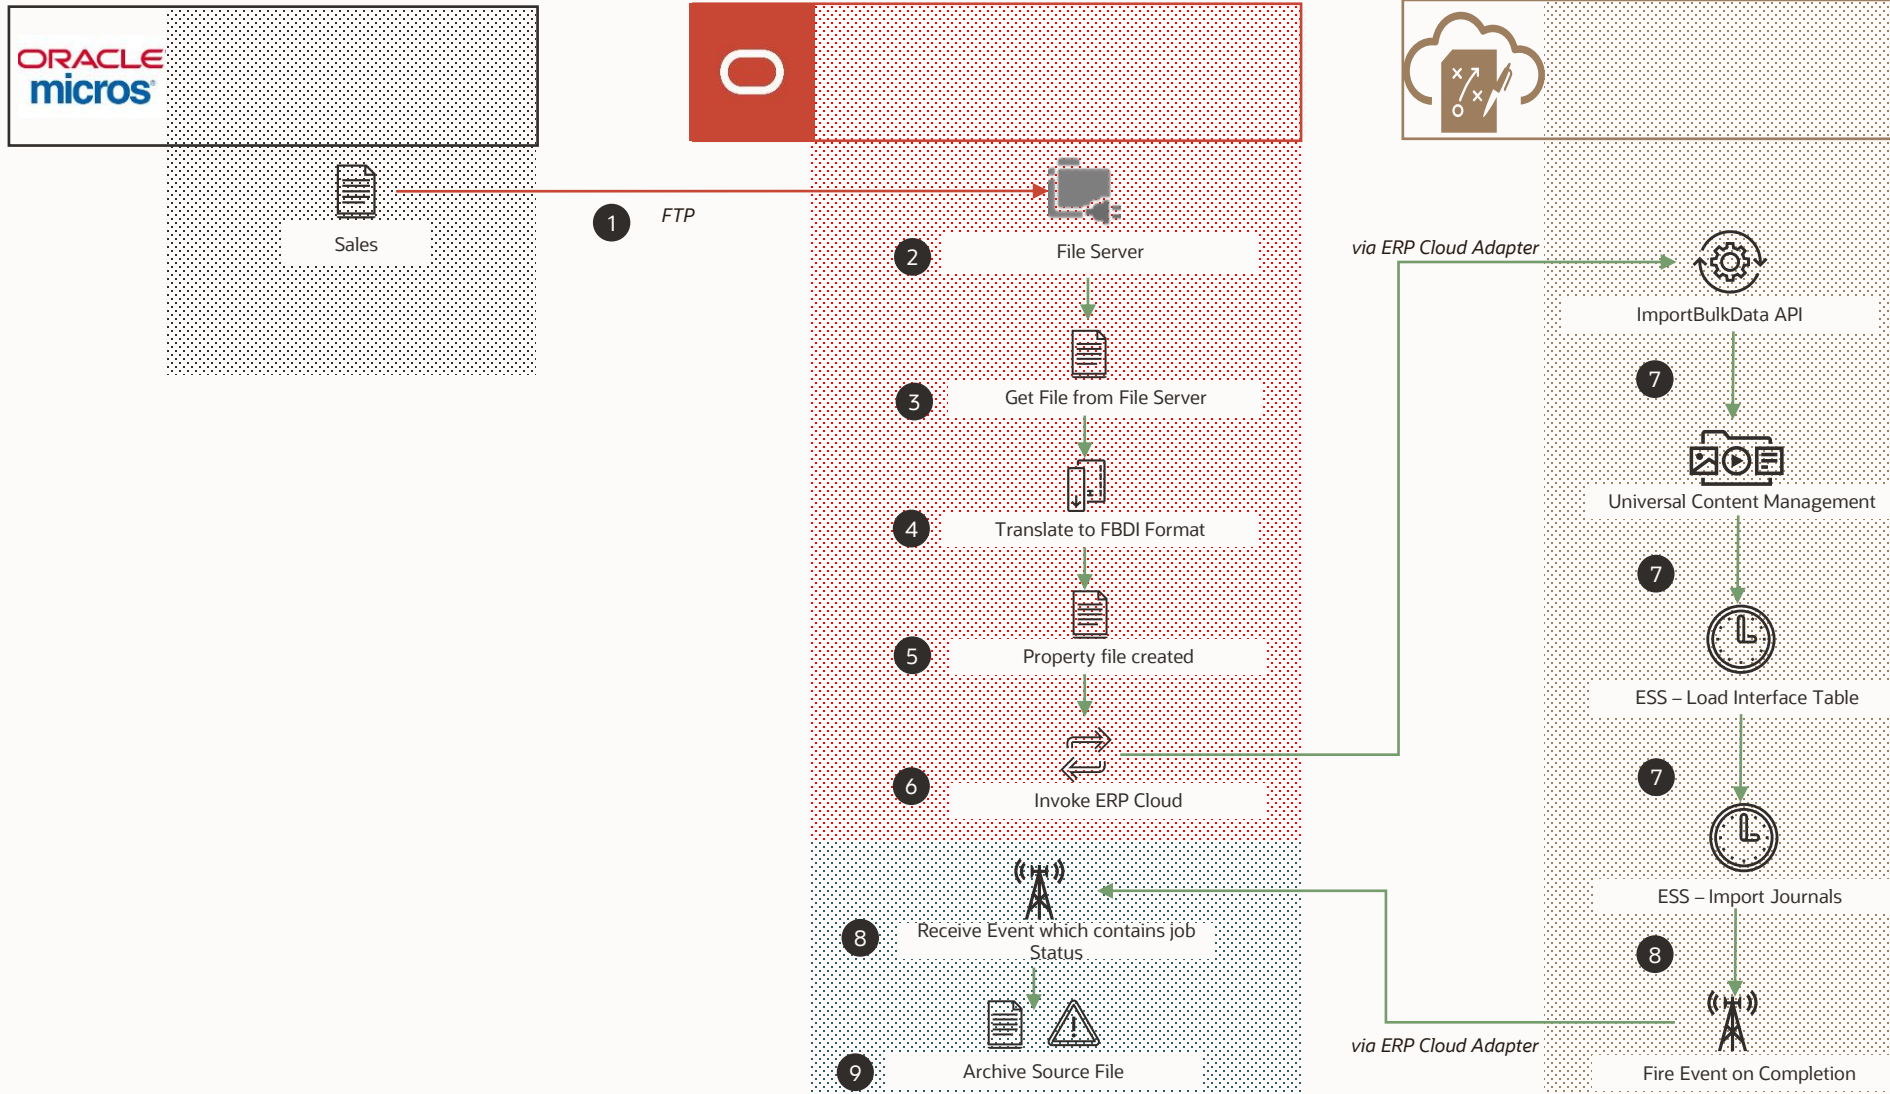 ORACLE
micros
Sales
1
FTP
2
File Server
3
Get File from File Server
4
Translate to FBDI Format
5
Property file created
6
Invoke ERP Cloud
via ERP Cloud Adapter
ImportBulkData API
7
Universal Content Management
7
ESS – Load Interface Table
7
ESS – Import Journals
8
Fire Event on Completion
via ERP Cloud Adapter
8
Receive Event which contains job
Status
9
Archive Source File